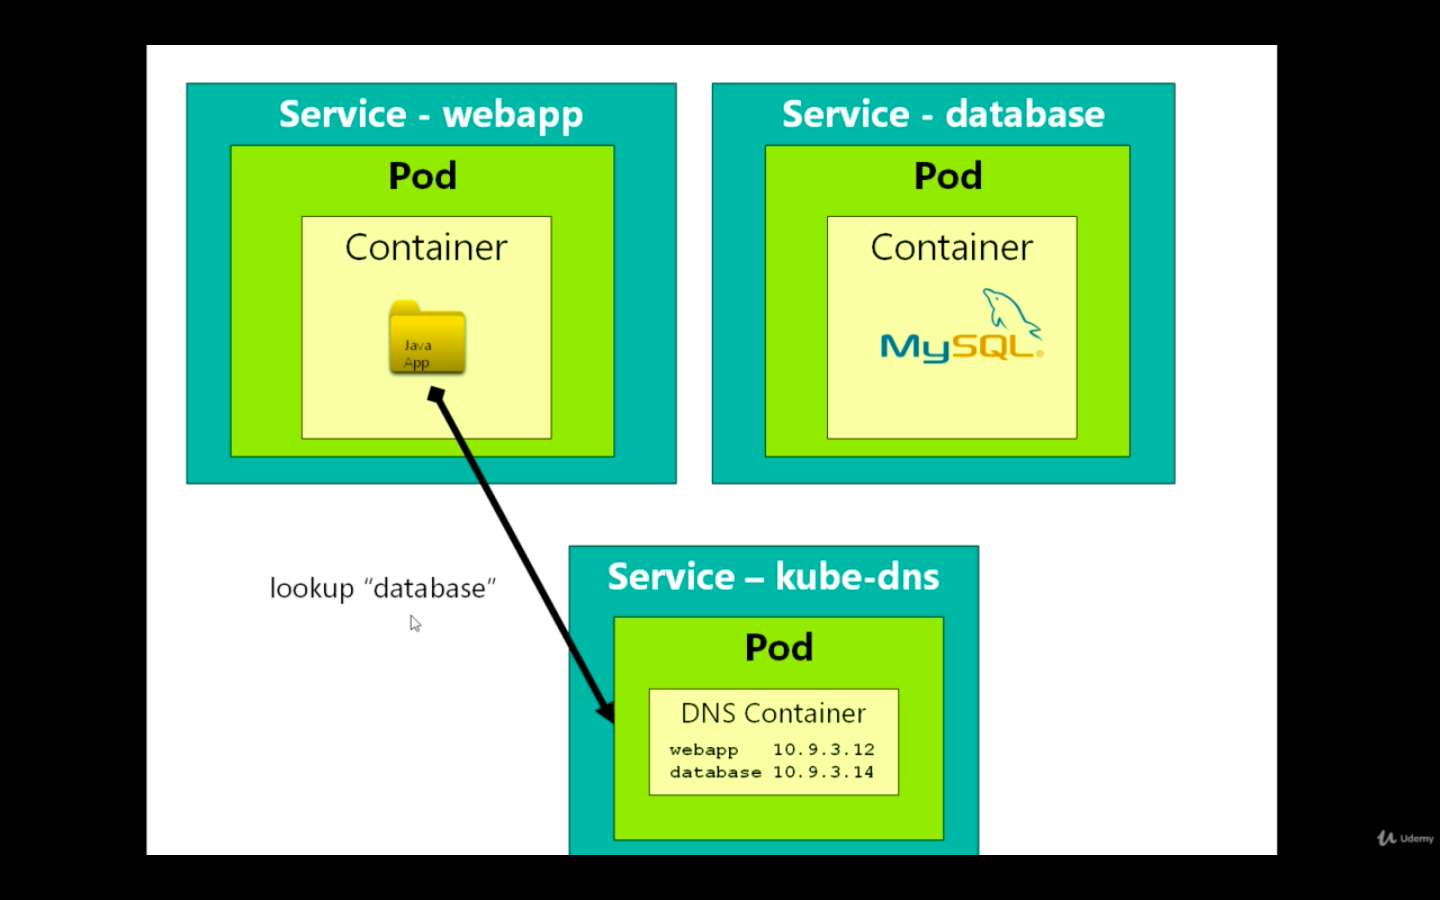 Service - webapp
Pod
Container
Java
App
Service - database
Pod
Container
MySQL®
lookup “database”
Service – kube-dns
Pod
DNS Container
webapp 10.9.3.12
database 10.9.3.14
Udemy